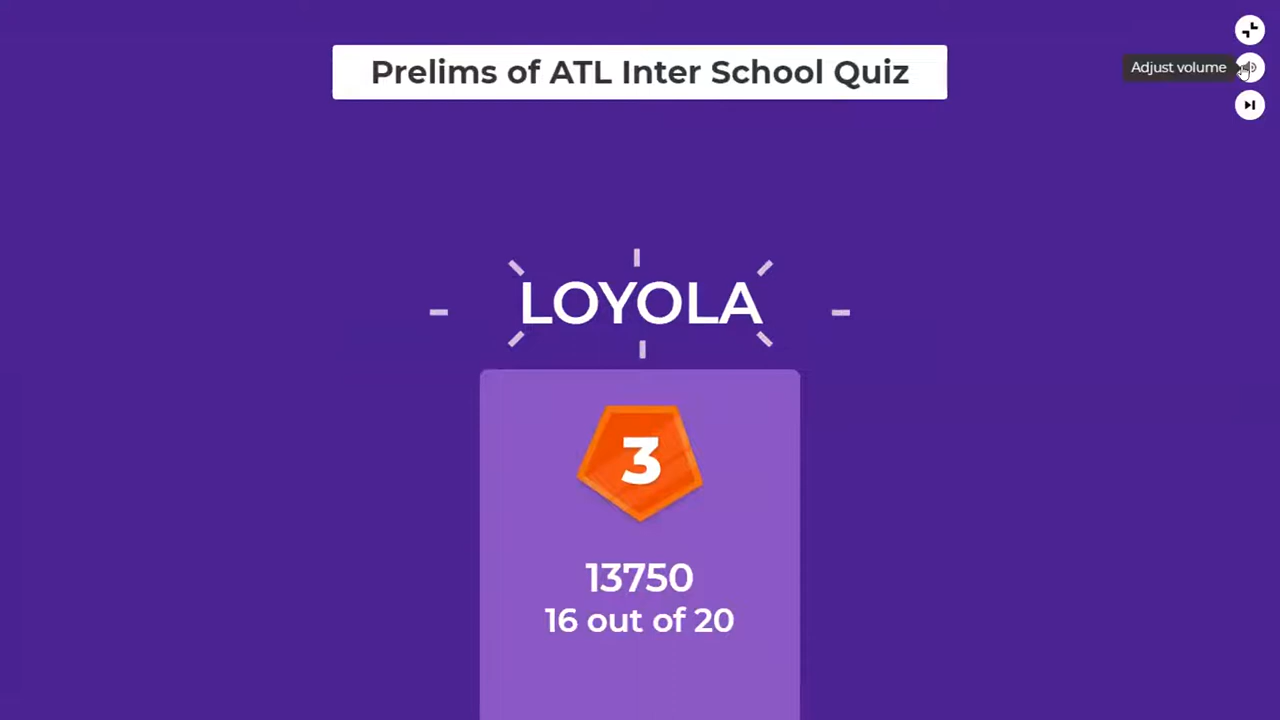 Prelims of ATL Inter School Quiz
Adjust volume
LOYOLA
3
13750
16 out of 20